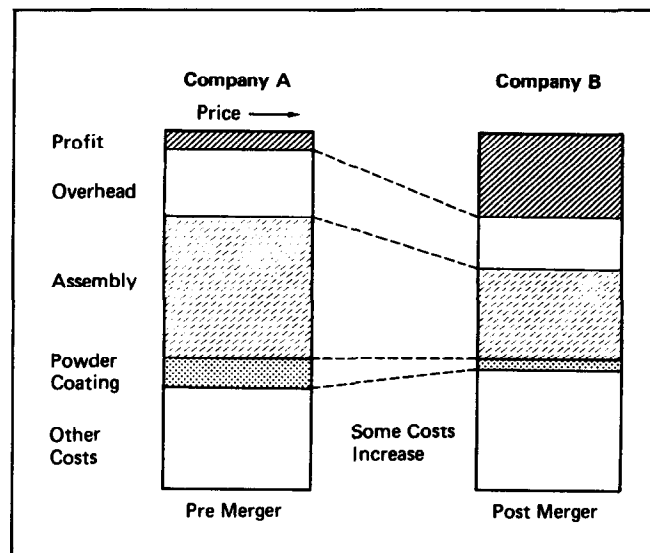 Company A
Company B
Price
Profit
Overhead
Assembly
Powder
Coating
Other
Costs
Some Costs
Increase
Pre Merger
Post Merger